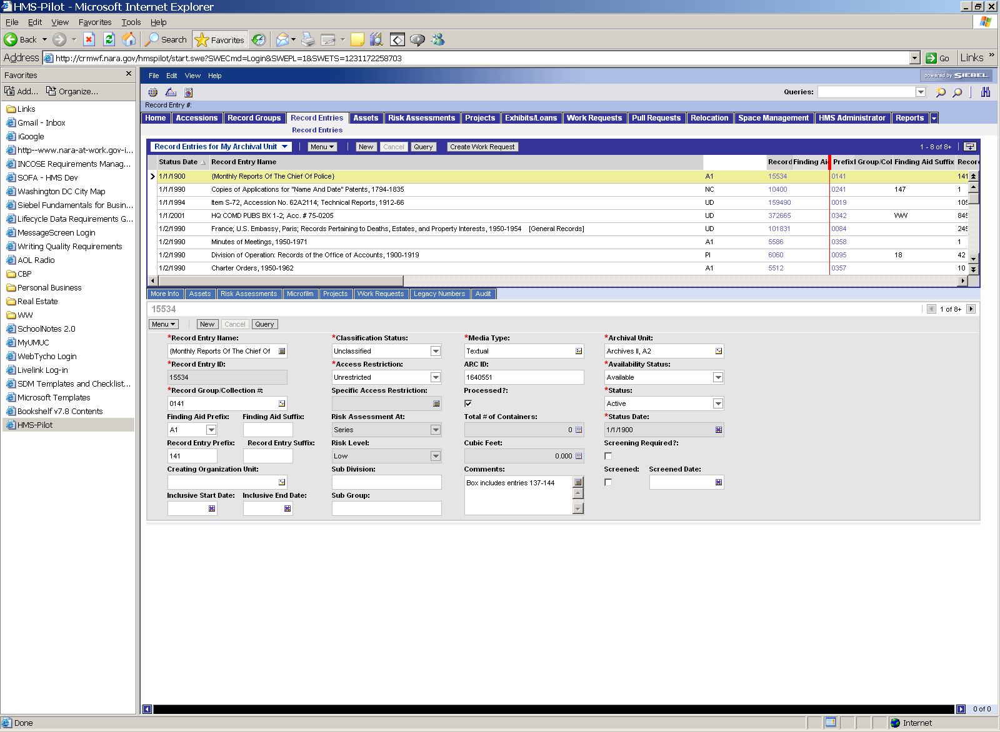 HMS-Pilot - Microsoft Internet Explorer
File Edit View Favorites Tools Help
Back Search Favorites
Address http://crmwf.nara.gov/hmspilot/start.swe?SWECmd=Login&SWEPL=1&SWETS=1231172258703 Go Links »
Favorites
Add... Organize...
Links
Gmail - Inbox
iGoogle
http--www.nara-at-work.gov-i...
INCOSE Requirements Manag...
SOFA - HMS Dev
Washington DC City Map
Siebel Fundamentals for Busin...
Lifecycle Data Requirements G...
MessageScreen Login
Writing Quality Requirements
AOL Radio
CBP
Personal Business
Real Estate
WW
SchoolNotes 2.0
MyUMUC
WebTycho Login
Livelink Log-in
SDM Templates and Checklist...
Microsoft Templates
Bookshelf v7.8 Contents
HMS-Pilot
File Edit View Help
powered by SIEBEL
Queries:
Record Entry #:
Home Accessions Record Groups Record Entries Assets Risk Assessments Projects Exhibits/Loans Work Requests Pull Requests Relocation Space Management HMS Administrator Reports
Record Entries
Record Entries for My Archival Unit Menu New Cancel Query Create Work Request 1 - 8 of 8+
Status Date Record Entry Name Record Finding Aid Prefix Group/Col Finding Aid Suffix Recor
1/1/1900 {Monthly Reports Of The Chief Of Police} A1 15534 0141 141
1/1/1990 Copies of Applications for "Name And Date" Patents, 1794-1835 NC 10400 0241 147 1
1/1/1994 Item S-72, Accession No. 62A2114; Technical Reports, 1912-66 UD 159490 0019 105
1/1/2001 HQ COMD PUBS BX 1-2; Acc. # 75-0205 UD 372665 0342 VVV 845
1/2/1990 France; U.S. Embassy, Paris; Records Pertaining to Deaths, Estates, and Property Interests, 1950-1954 [General Records] UD 101831 0084 245
1/2/1990 Minutes of Meetings, 1950-1971 A1 5586 0358 1
1/2/1990 Division of Operation: Records of the Office of Accounts, 1900-1919 PI 6060 0095 18 42
1/2/1990 Charter Orders, 1950-1962 A1 5512 0357 10
More Info Assets Risk Assessments Microfilm Projects Work Requests Legacy Numbers Audit
15534 1 of 8+
Menu New Cancel Query
*Record Entry Name: *Classification Status: *Media Type: *Archival Unit:
{Monthly Reports Of The Chief Of Unclassified Textual Archives II, A2
*Record Entry ID: *Access Restriction: ARC ID: *Availability Status:
15534 Unrestricted 1640551 Available
*Record Group/Collection #: Specific Access Restriction: Processed?: *Status:
0141 Active
Finding Aid Prefix: Finding Aid Suffix: Risk Assessment At: Total # of Containers: *Status Date:
A1 Series 0 1/1/1900
Record Entry Prefix: Record Entry Suffix: Risk Level: Cubic Feet: Screening Required?:
141 Low 0.000
Creating Organization Unit: Sub Division: Comments: Screened: Screened Date:
Box includes entries 137-144
Inclusive Start Date: Inclusive End Date: Sub Group:
0 of 0
Done Internet